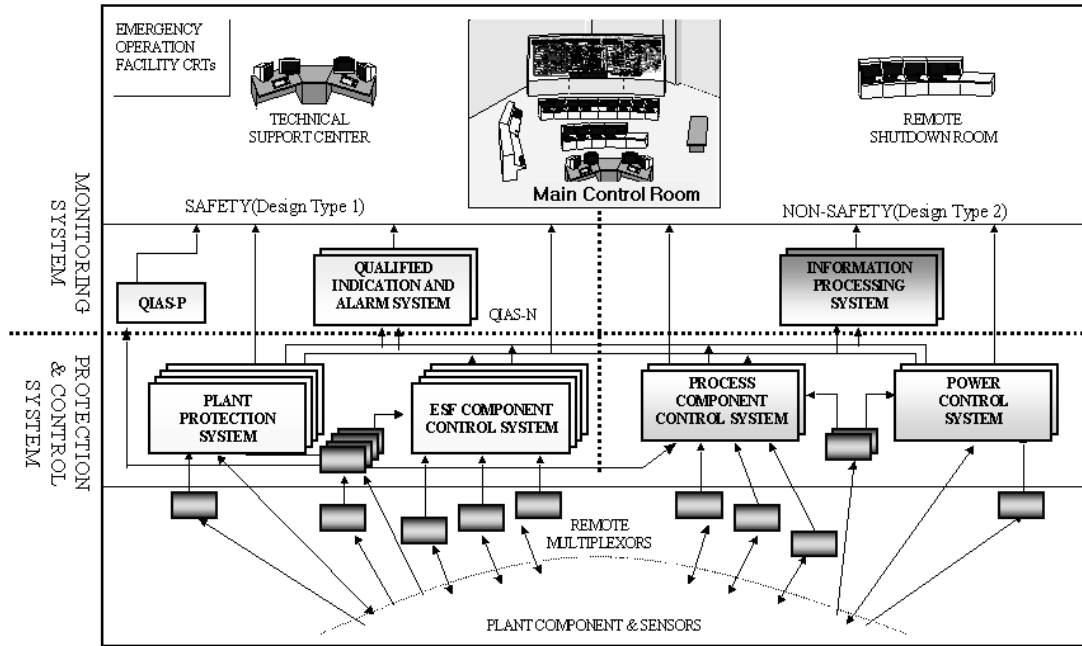 EMERGENCY
OPERATION
FACILITY CRTs
TECHNICAL
SUPPORT CENTER
Main Control Room
REMOTE
SHUTDOWN ROOM
MONITORING
SYSTEM
SAFETY(Design Type 1)
NON-SAFETY(Design Type 2)
QIAS-P
QUALIFIED
INDICATION AND
ALARM SYSTEM
QIAS-N
INFORMATION
PROCESSING
SYSTEM
PROTECTION
& CONTROL
SYSTEM
PLANT
PROTECTION
SYSTEM
ESF COMPONENT
CONTROL SYSTEM
PROCESS
COMPONENT
CONTROL SYSTEM
POWER
CONTROL
SYSTEM
REMOTE
MULTIPLEXORS
PLANT COMPONENT & SENSORS